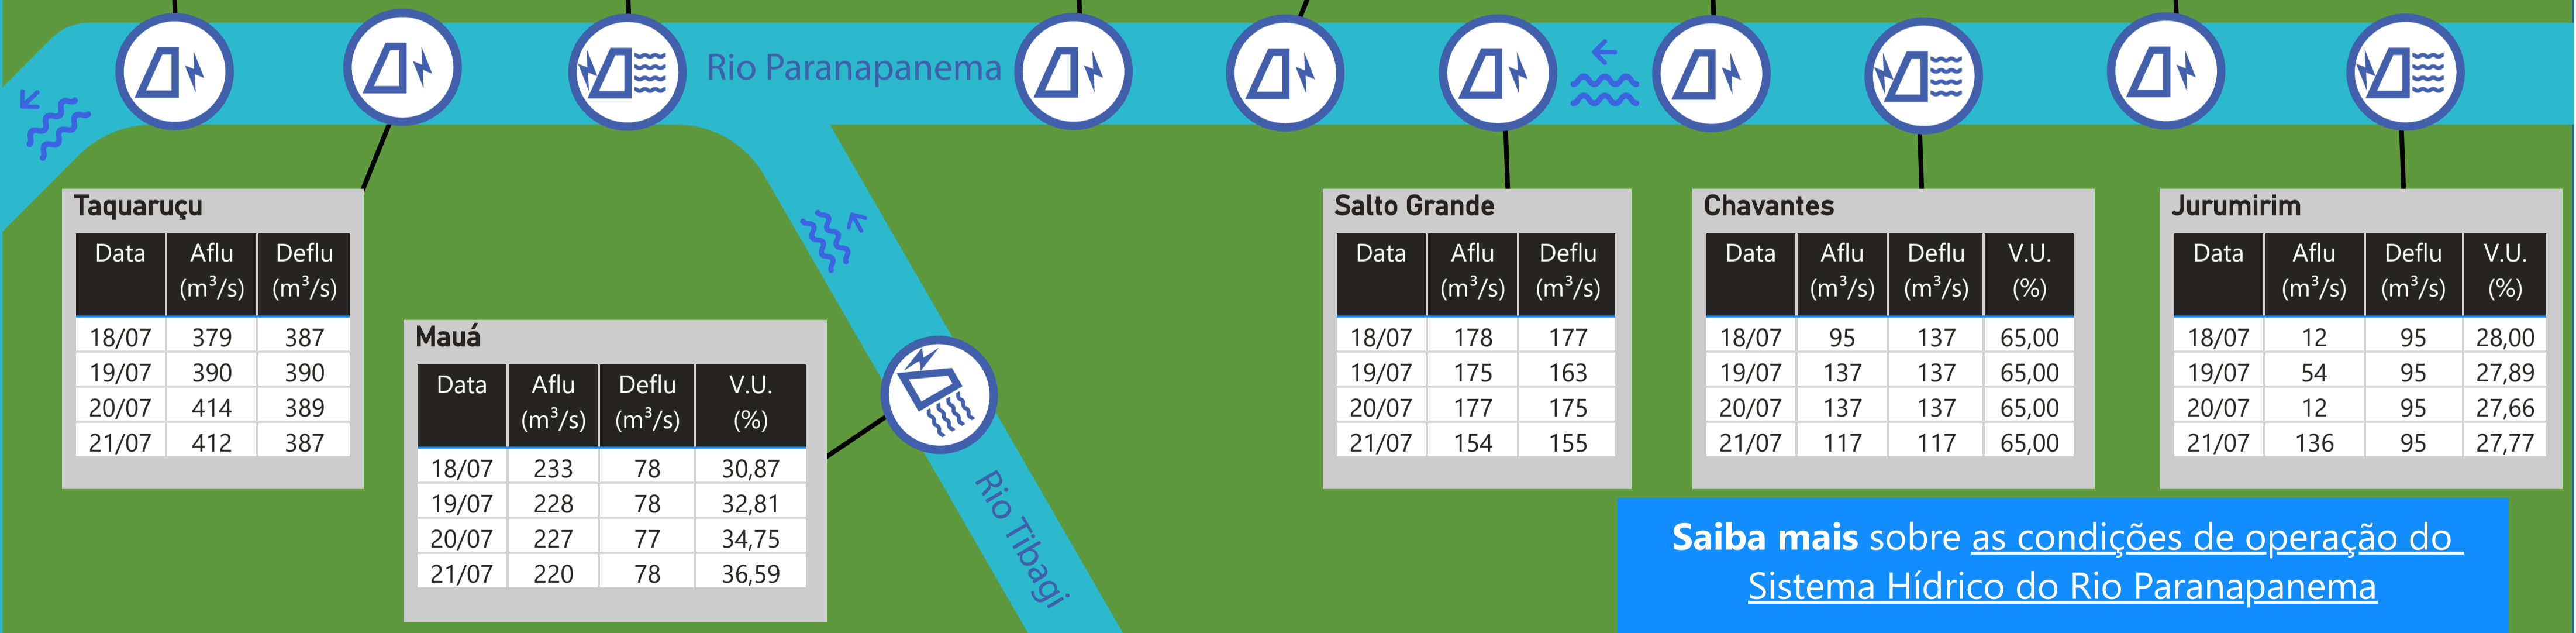 Rio Paranapanema
Taquaruçu
Data Aflu (m³/s) Deflu (m³/s)
18/07 379 387
19/07 390 390
20/07 414 389
21/07 412 387
Mauá
Data Aflu (m³/s) Deflu (m³/s) V.U. (%)
18/07 233 78 30,87
19/07 228 78 32,81
20/07 227 77 34,75
21/07 220 78 36,59
Rio Tibagi
Salto Grande
Data Aflu (m³/s) Deflu (m³/s)
18/07 178 177
19/07 175 163
20/07 177 175
21/07 154 155
Chavantes
Data Aflu (m³/s) Deflu (m³/s) V.U. (%)
18/07 95 137 65,00
19/07 137 137 65,00
20/07 137 137 65,00
21/07 117 117 65,00
Jurumirim
Data Aflu (m³/s) Deflu (m³/s) V.U. (%)
18/07 12 95 28,00
19/07 54 95 27,89
20/07 12 95 27,66
21/07 136 95 27,77
Saiba mais sobre as condições de operação do
Sistema Hídrico do Rio Paranapanema